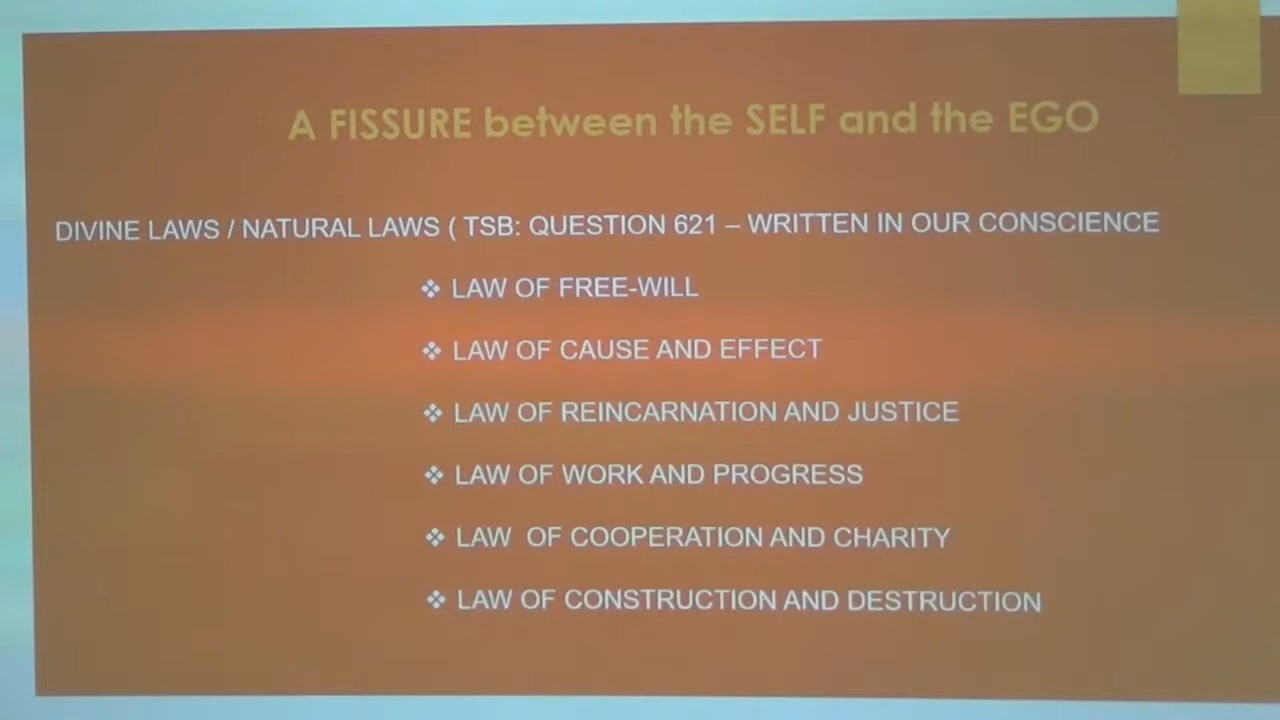 A FISSURE between the SELF and the EGO
DIVINE LAWS / NATURAL LAWS ( TSB: QUESTION 621 – WRITTEN IN OUR CONSCIENCE
❖ LAW OF FREE-WILL
❖ LAW OF CAUSE AND EFFECT
❖ LAW OF REINCARNATION AND JUSTICE
❖ LAW OF WORK AND PROGRESS
❖ LAW OF COOPERATION AND CHARITY
❖ LAW OF CONSTRUCTION AND DESTRUCTION